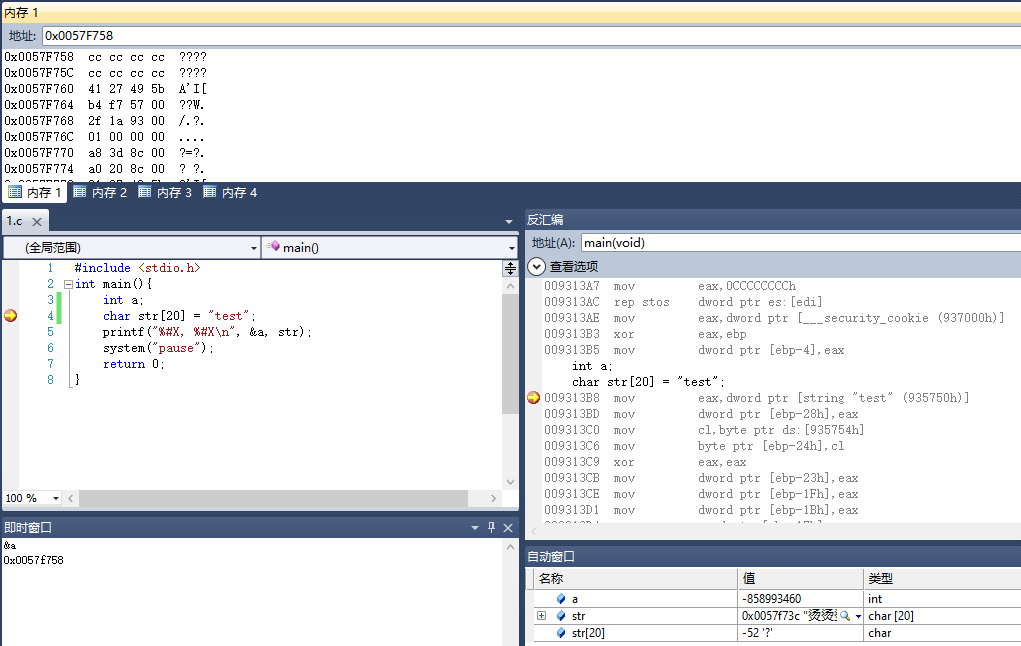 内存 1
地址: 0x0057F758
0x0057F758 cc cc cc cc ????
0x0057F75C cc cc cc cc ????
0x0057F760 41 27 49 5b A'I[
0x0057F764 b4 f7 57 00 ??W.
0x0057F768 2f 1a 93 00 /.?.
0x0057F76C 01 00 00 00 ....
0x0057F770 a8 3d 8c 00 ?=?.
0x0057F774 a0 20 8c 00 ? ?.
内存 1 内存 2 内存 3 内存 4
1.c
(全局范围) main()
1 #include <stdio.h>
2 int main(){
3 int a;
4 char str[20] = "test";
5 printf("%#X, %#X\n", &a, str);
6 system("pause");
7 return 0;
8 }
100 %
即时窗口
&a
0x0057f758
反汇编
地址(A): main(void)
查看选项
009313A7 mov eax,0CCCCCCCCh
009313AC rep stos dword ptr es:[edi]
009313AE mov eax,dword ptr [___security_cookie (937000h)]
009313B3 xor eax,ebp
009313B5 mov dword ptr [ebp-4],eax
int a;
char str[20] = "test";
009313B8 mov eax,dword ptr [string "test" (935750h)]
009313BD mov dword ptr [ebp-28h],eax
009313C0 mov cl,byte ptr ds:[935754h]
009313C6 mov byte ptr [ebp-24h],cl
009313C9 xor eax,eax
009313CB mov dword ptr [ebp-23h],eax
009313CE mov dword ptr [ebp-1Fh],eax
009313D1 mov dword ptr [ebp-1Bh],eax
自动窗口
名称 值 类型
a -858993460 int
str 0x0057f73c "烫烫 char [20]
str[20] -52 '?' char